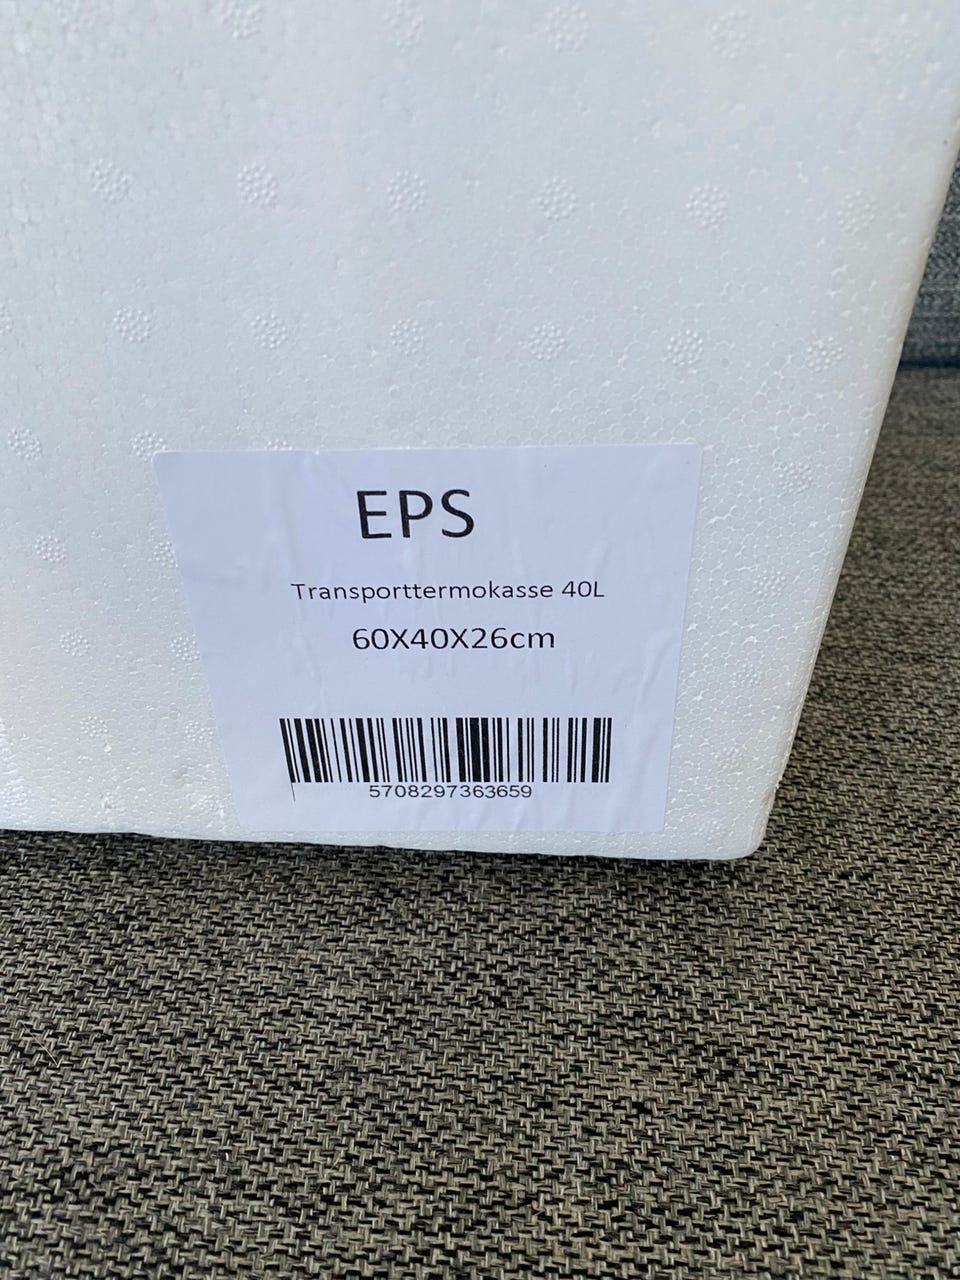 EPS
Transporttermokasse 40L
60X40X26cm
5708297363659